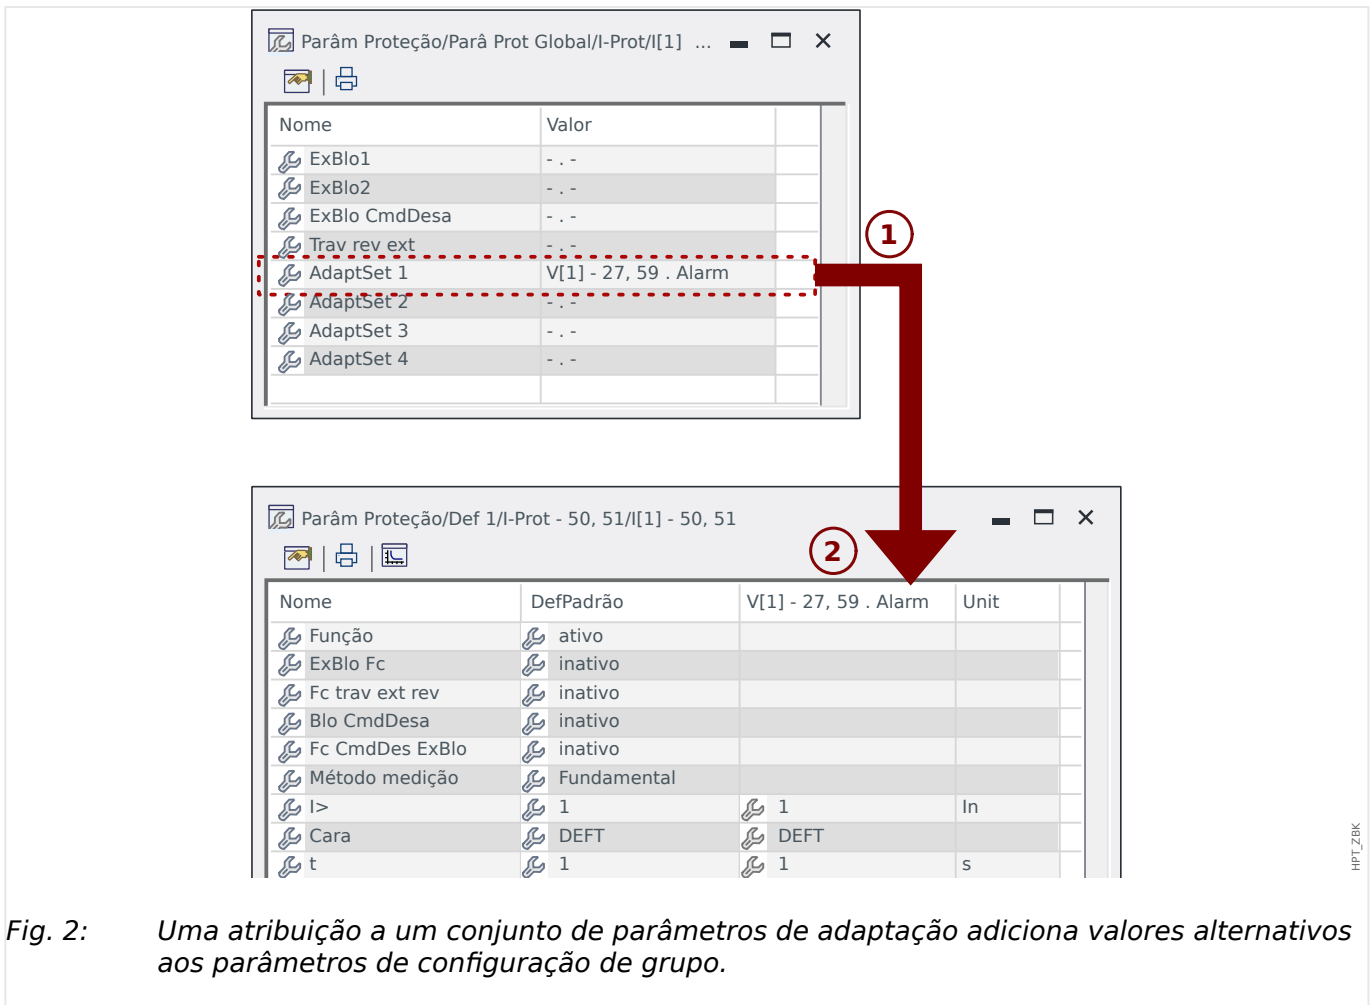 Parâm Proteção/Pará Prot Global/I-Prot/I[1] ...
Nome Valor
ExBlo1 - . -
ExBlo2 - . -
ExBlo CmdDesa - . -
Trav rev ext - . -
AdaptSet 1 V[1] - 27, 59 . Alarm
AdaptSet 2 - . -
AdaptSet 3 - . -
AdaptSet 4 - . -
1
Parâm Proteção/Def 1/I-Prot - 50, 51/I[1] - 50, 51
2
Nome DefPadrão V[1] - 27, 59 . Alarm Unit
Função ativo
ExBlo Fc inativo
Fc trav ext rev inativo
Blo CmdDesa inativo
Fc CmdDes ExBlo inativo
Método medição Fundamental
I> 1 1 In
Cara DEFT DEFT
t 1 1 s
HPT_ZBK
Fig. 2: Uma atribuição a um conjunto de parâmetros de adaptação adiciona valores alternativos
aos parâmetros de configuração de grupo.